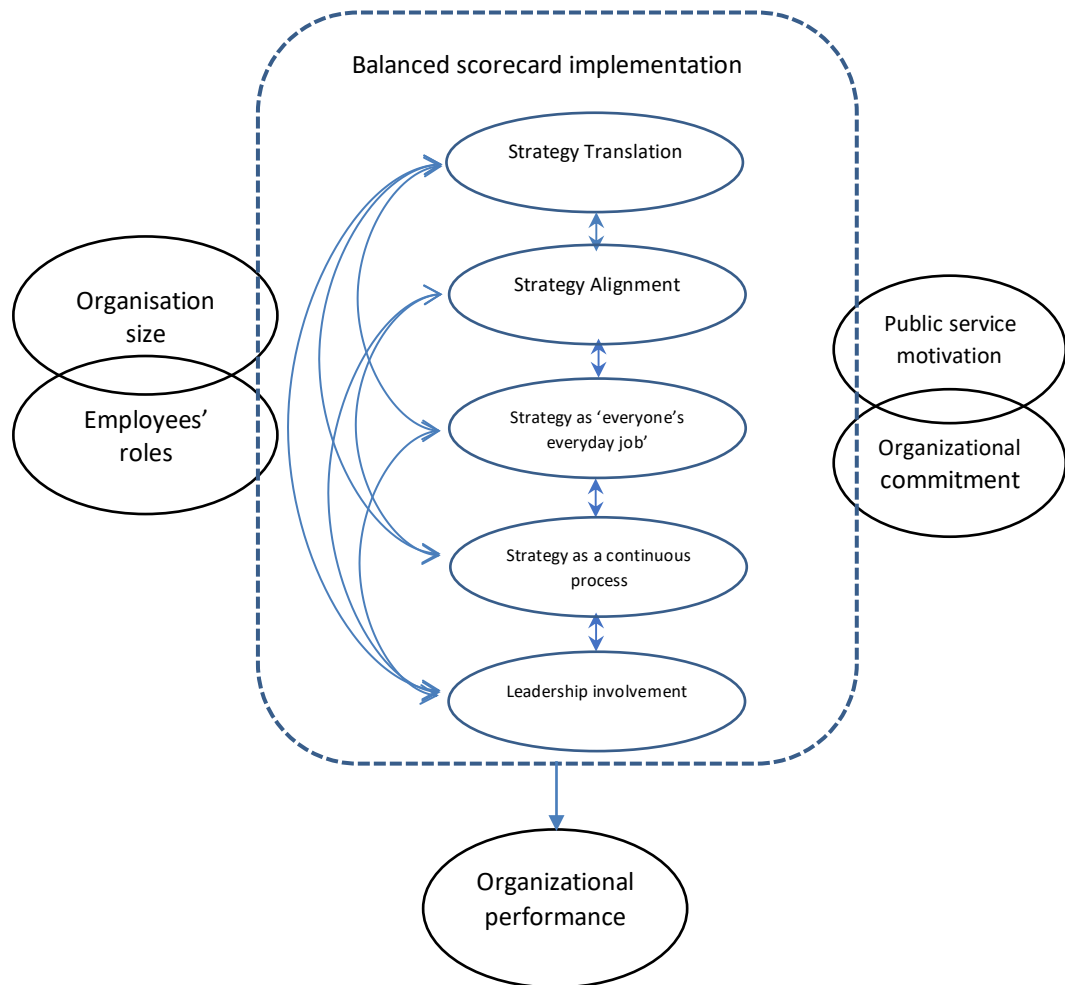 Balanced scorecard implementation
Strategy Translation
Strategy Alignment
Strategy as ‘everyone’s
everyday job’
Strategy as a continuous
process
Leadership involvement
Organisation
size
Employees’
roles
Public service
motivation
Organizational
commitment
Organizational
performance